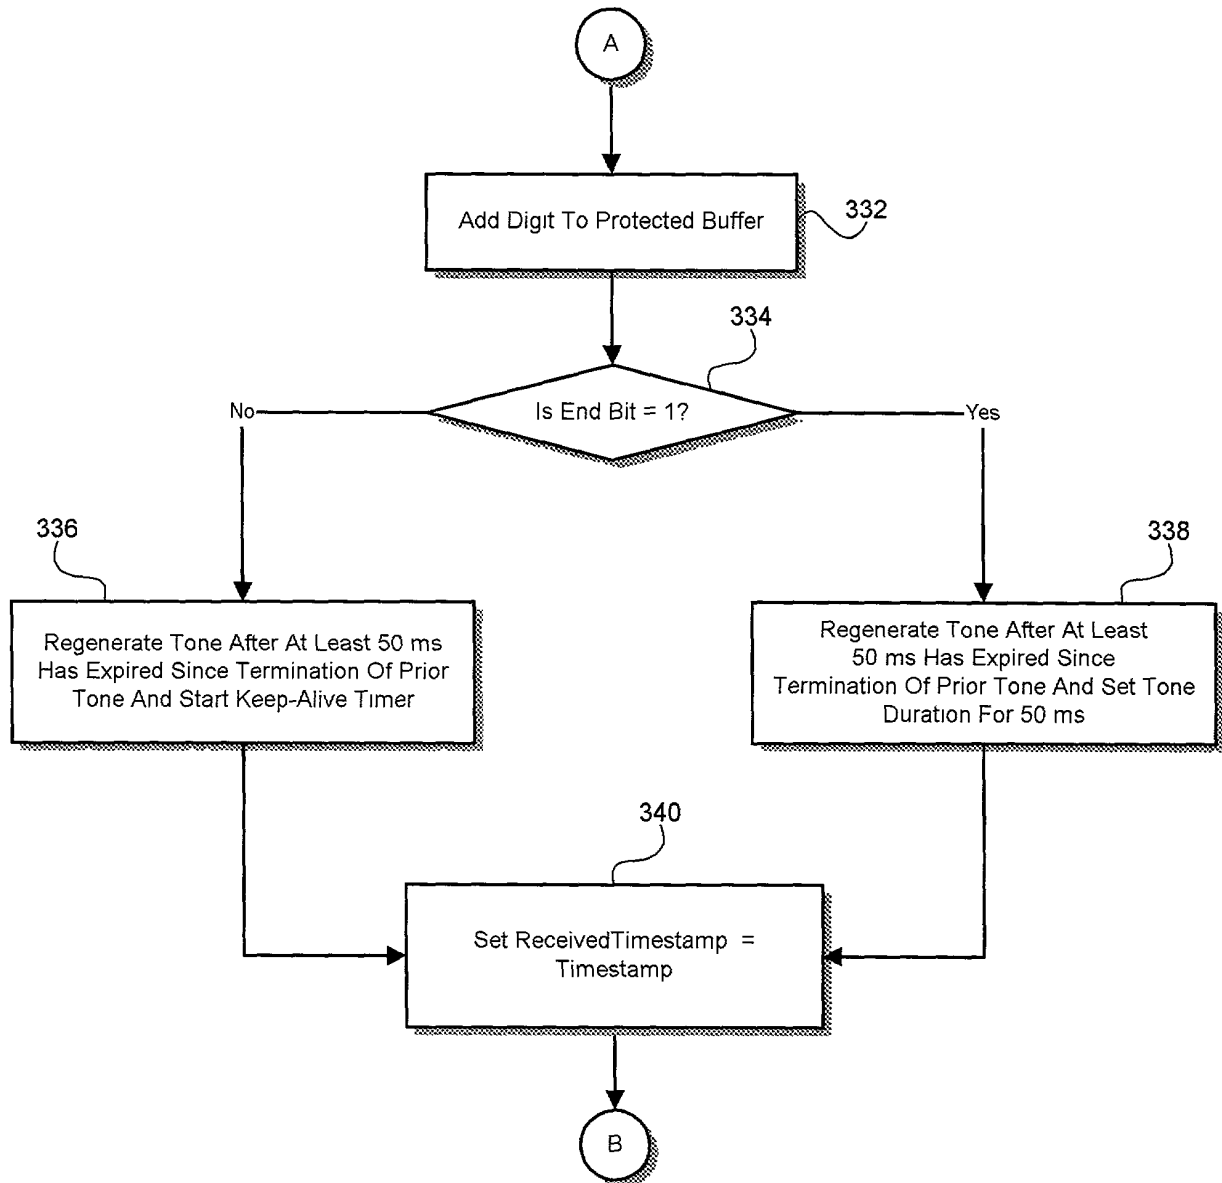 A
Add Digit To Protected Buffer
332
334
Is End Bit = 1?
No
Yes
336
338
Regenerate Tone After At Least 50 ms
Has Expired Since Termination Of Prior
Tone And Start Keep-Alive Timer
Regenerate Tone After At Least
50 ms Has Expired Since
Termination Of Prior Tone And Set Tone
Duration For 50 ms
340
Set ReceivedTimestamp =
Timestamp
B